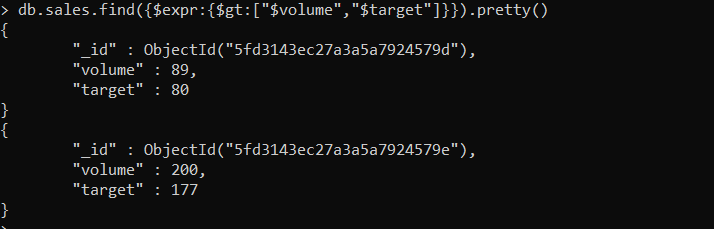 > db.sales.find({$expr:{$gt:["$volume","$target"]}}).pretty()
{
        "_id" : ObjectId("5fd3143ec27a3a5a7924579d"),
        "volume" : 89,
        "target" : 80
}
{
        "_id" : ObjectId("5fd3143ec27a3a5a7924579e"),
        "volume" : 200,
        "target" : 177
}
>